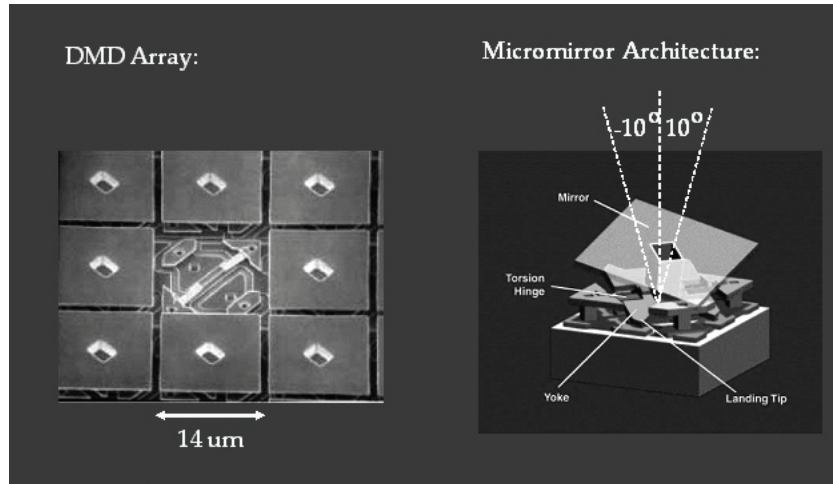 DMD Array:
Micromirror Architecture:
-10° 10°
Mirror
Torsion
Hinge
Yoke
Landing Tip
14 um